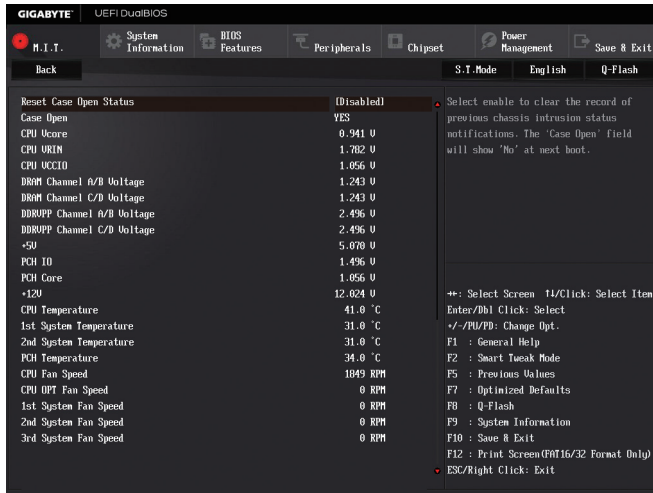 GIGABYTE™ UEFI DualBIOS
M.I.T.
System Information
BIOS Features
Peripherals
Chipset
Power Management
Save & Exit
Back
S.T.Mode English Q-Flash
Reset Case Open Status [Disabled]
Case Open YES
CPU Vcore 0.941 V
CPU VRIN 1.782 V
CPU VCCIO 1.056 V
DRAM Channel A/B Voltage 1.243 V
DRAM Channel C/D Voltage 1.243 V
DDRVPP Channel A/B Voltage 2.496 V
DDRVPP Channel C/D Voltage 2.496 V
+5V 5.070 V
PCH IO 1.496 V
PCH Core 1.056 V
+12V 12.024 V
CPU Temperature 41.0 °C
1st System Temperature 31.0 °C
2nd System Temperature 31.0 °C
PCH Temperature 34.0 °C
CPU Fan Speed 1849 RPM
CPU OPT Fan Speed 0 RPM
1st System Fan Speed 0 RPM
2nd System Fan Speed 0 RPM
3rd System Fan Speed 0 RPM
Select enable to clear the record of
previous chassis intrusion status
notifications. The 'Case Open' field
will show 'No' at next boot.
→←: Select Screen ↑↓/Click: Select Item
Enter/Dbl Click: Select
+/-/PU/PD: Change Opt.
F1 : General Help
F2 : Smart Tweak Mode
F5 : Previous Values
F7 : Optimized Defaults
F8 : Q-Flash
F9 : System Information
F10 : Save & Exit
F12 : Print Screen(FAT16/32 Format Only)
ESC/Right Click: Exit